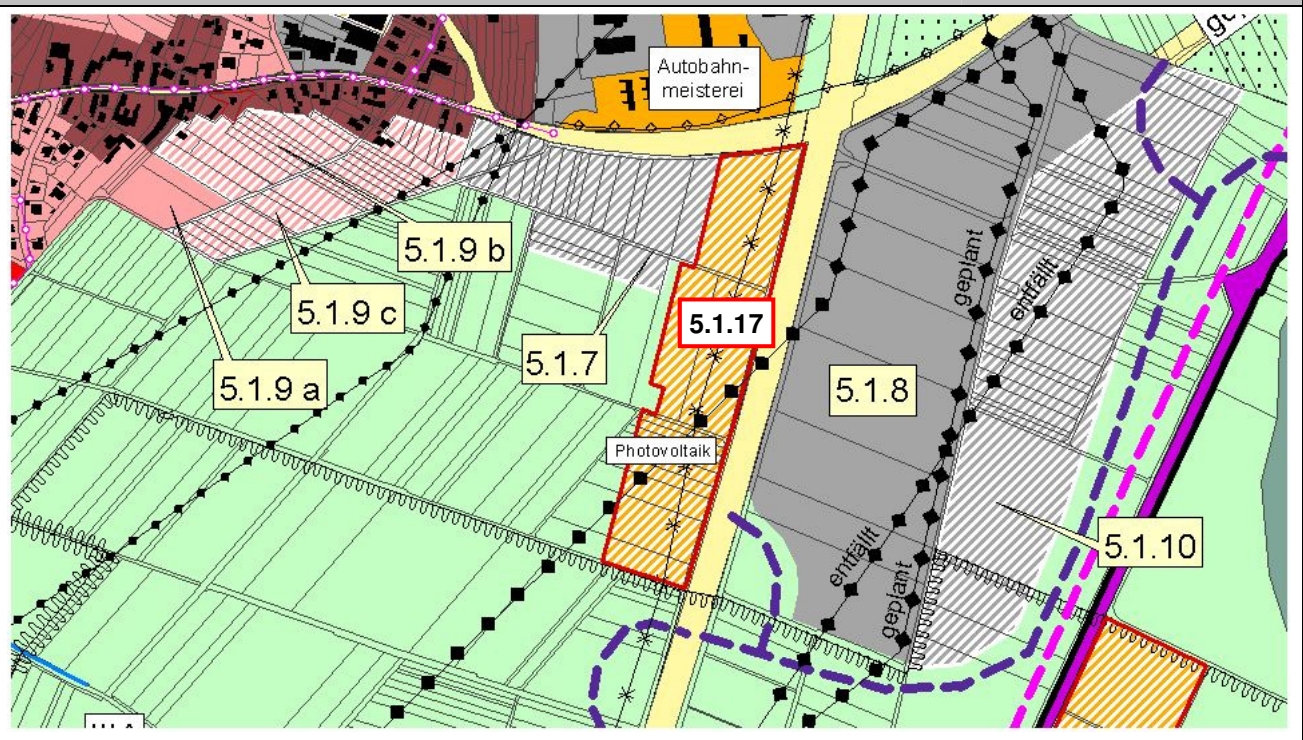 Autobahn-
meisterei
5.1.9 b
5.1.9 c
5.1.7
5.1.9 a
5.1.17
5.1.8
5.1.10
Photovoltaik
geplant
entfällt
entfällt
geplant